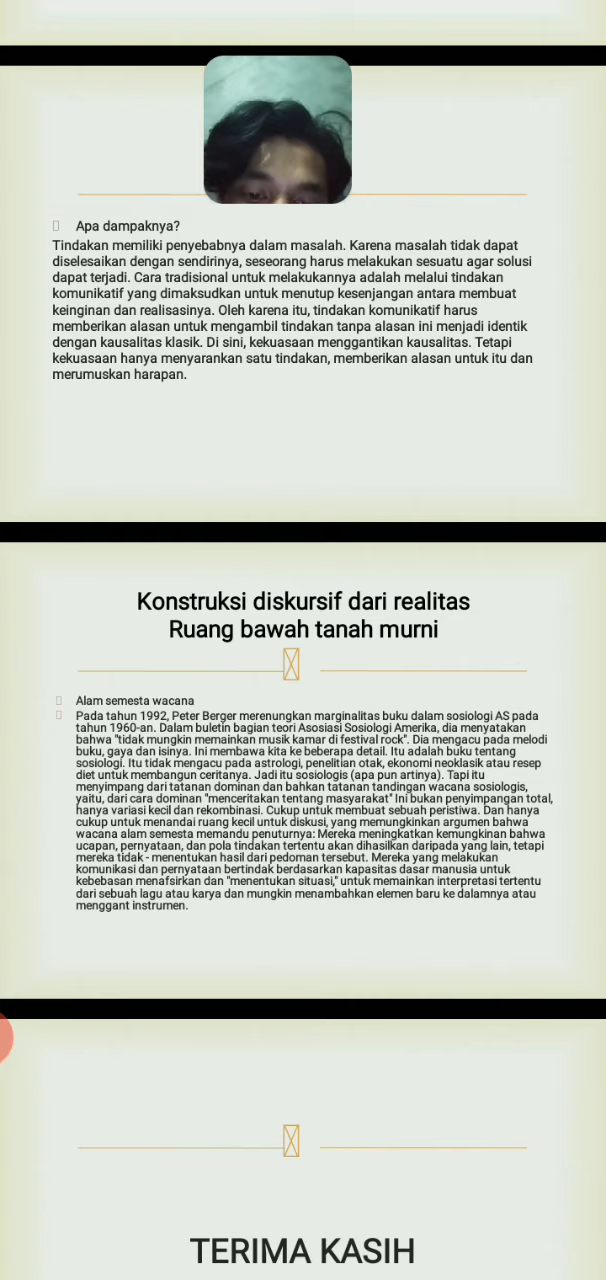 Apa dampaknya?
Tindakan memiliki penyebabnya dalam masalah. Karena masalah tidak dapat
diselesaikan dengan sendirinya, seseorang harus melakukan sesuatu agar solusi
dapat terjadi. Cara tradisional untuk melakukannya adalah melalui tindakan
komunikatif yang dimaksudkan untuk menutup kesenjangan antara membuat
keinginan dan realisasinya. Oleh karena itu, tindakan komunikatif harus
memberikan alasan untuk mengambil tindakan tanpa alasan ini menjadi identik
dengan kausalitas klasik. Di sini, kekuasaan menggantikan kausalitas. Tetapi
kekuasaan hanya menyarankan satu tindakan, memberikan alasan untuk itu dan
merumuskan harapan.
Konstruksi diskursif dari realitas
Ruang bawah tanah murni
Alam semesta wacana
Pada tahun 1992, Peter Berger merenungkan marginalitas buku dalam sosiologi AS pada
tahun 1960-an. Dalam buletin bagian teori Asosiasi Sosiologi Amerika, dia menyatakan
bahwa "tidak mungkin memainkan musik kamar di festival rock". Dia mengacu pada melodi
buku, gaya dan isinya. Ini membawa kita ke beberapa detail. Itu adalah buku tentang
sosiologi. Itu tidak mengacu pada astrologi, penelitian otak, ekonomi neoklasik atau resep
diet untuk membangun ceritanya. Jadi itu sosiologis (apa pun artinya). Tapi itu
menyimpang dari tatanan dominan dan bahkan tatanan tandingan wacana sosiologis,
yaitu, dari cara dominan "menceritakan tentang masyarakat" Ini bukan penyimpangan total,
hanya variasi kecil dan rekombinasi. Cukup untuk membuat sebuah peristiwa. Dan hanya
cukup untuk menandai ruang kecil untuk diskusi, yang memungkinkan argumen bahwa
wacana alam semesta memandu penuturnya: Mereka meningkatkan kemungkinan bahwa
ucapan, pernyataan, dan pola tindakan tertentu akan dihasilkan daripada yang lain, tetapi
mereka tidak - menentukan hasil dari pedoman tersebut. Mereka yang melakukan
komunikasi dan pernyataan bertindak berdasarkan kapasitas dasar manusia untuk
kebebasan menafsirkan dan "menentukan situasi," untuk memainkan interpretasi tertentu
dari sebuah lagu atau karya dan mungkin menambahkan elemen baru ke dalamnya atau
menggant instrumen.
TERIMA KASIH